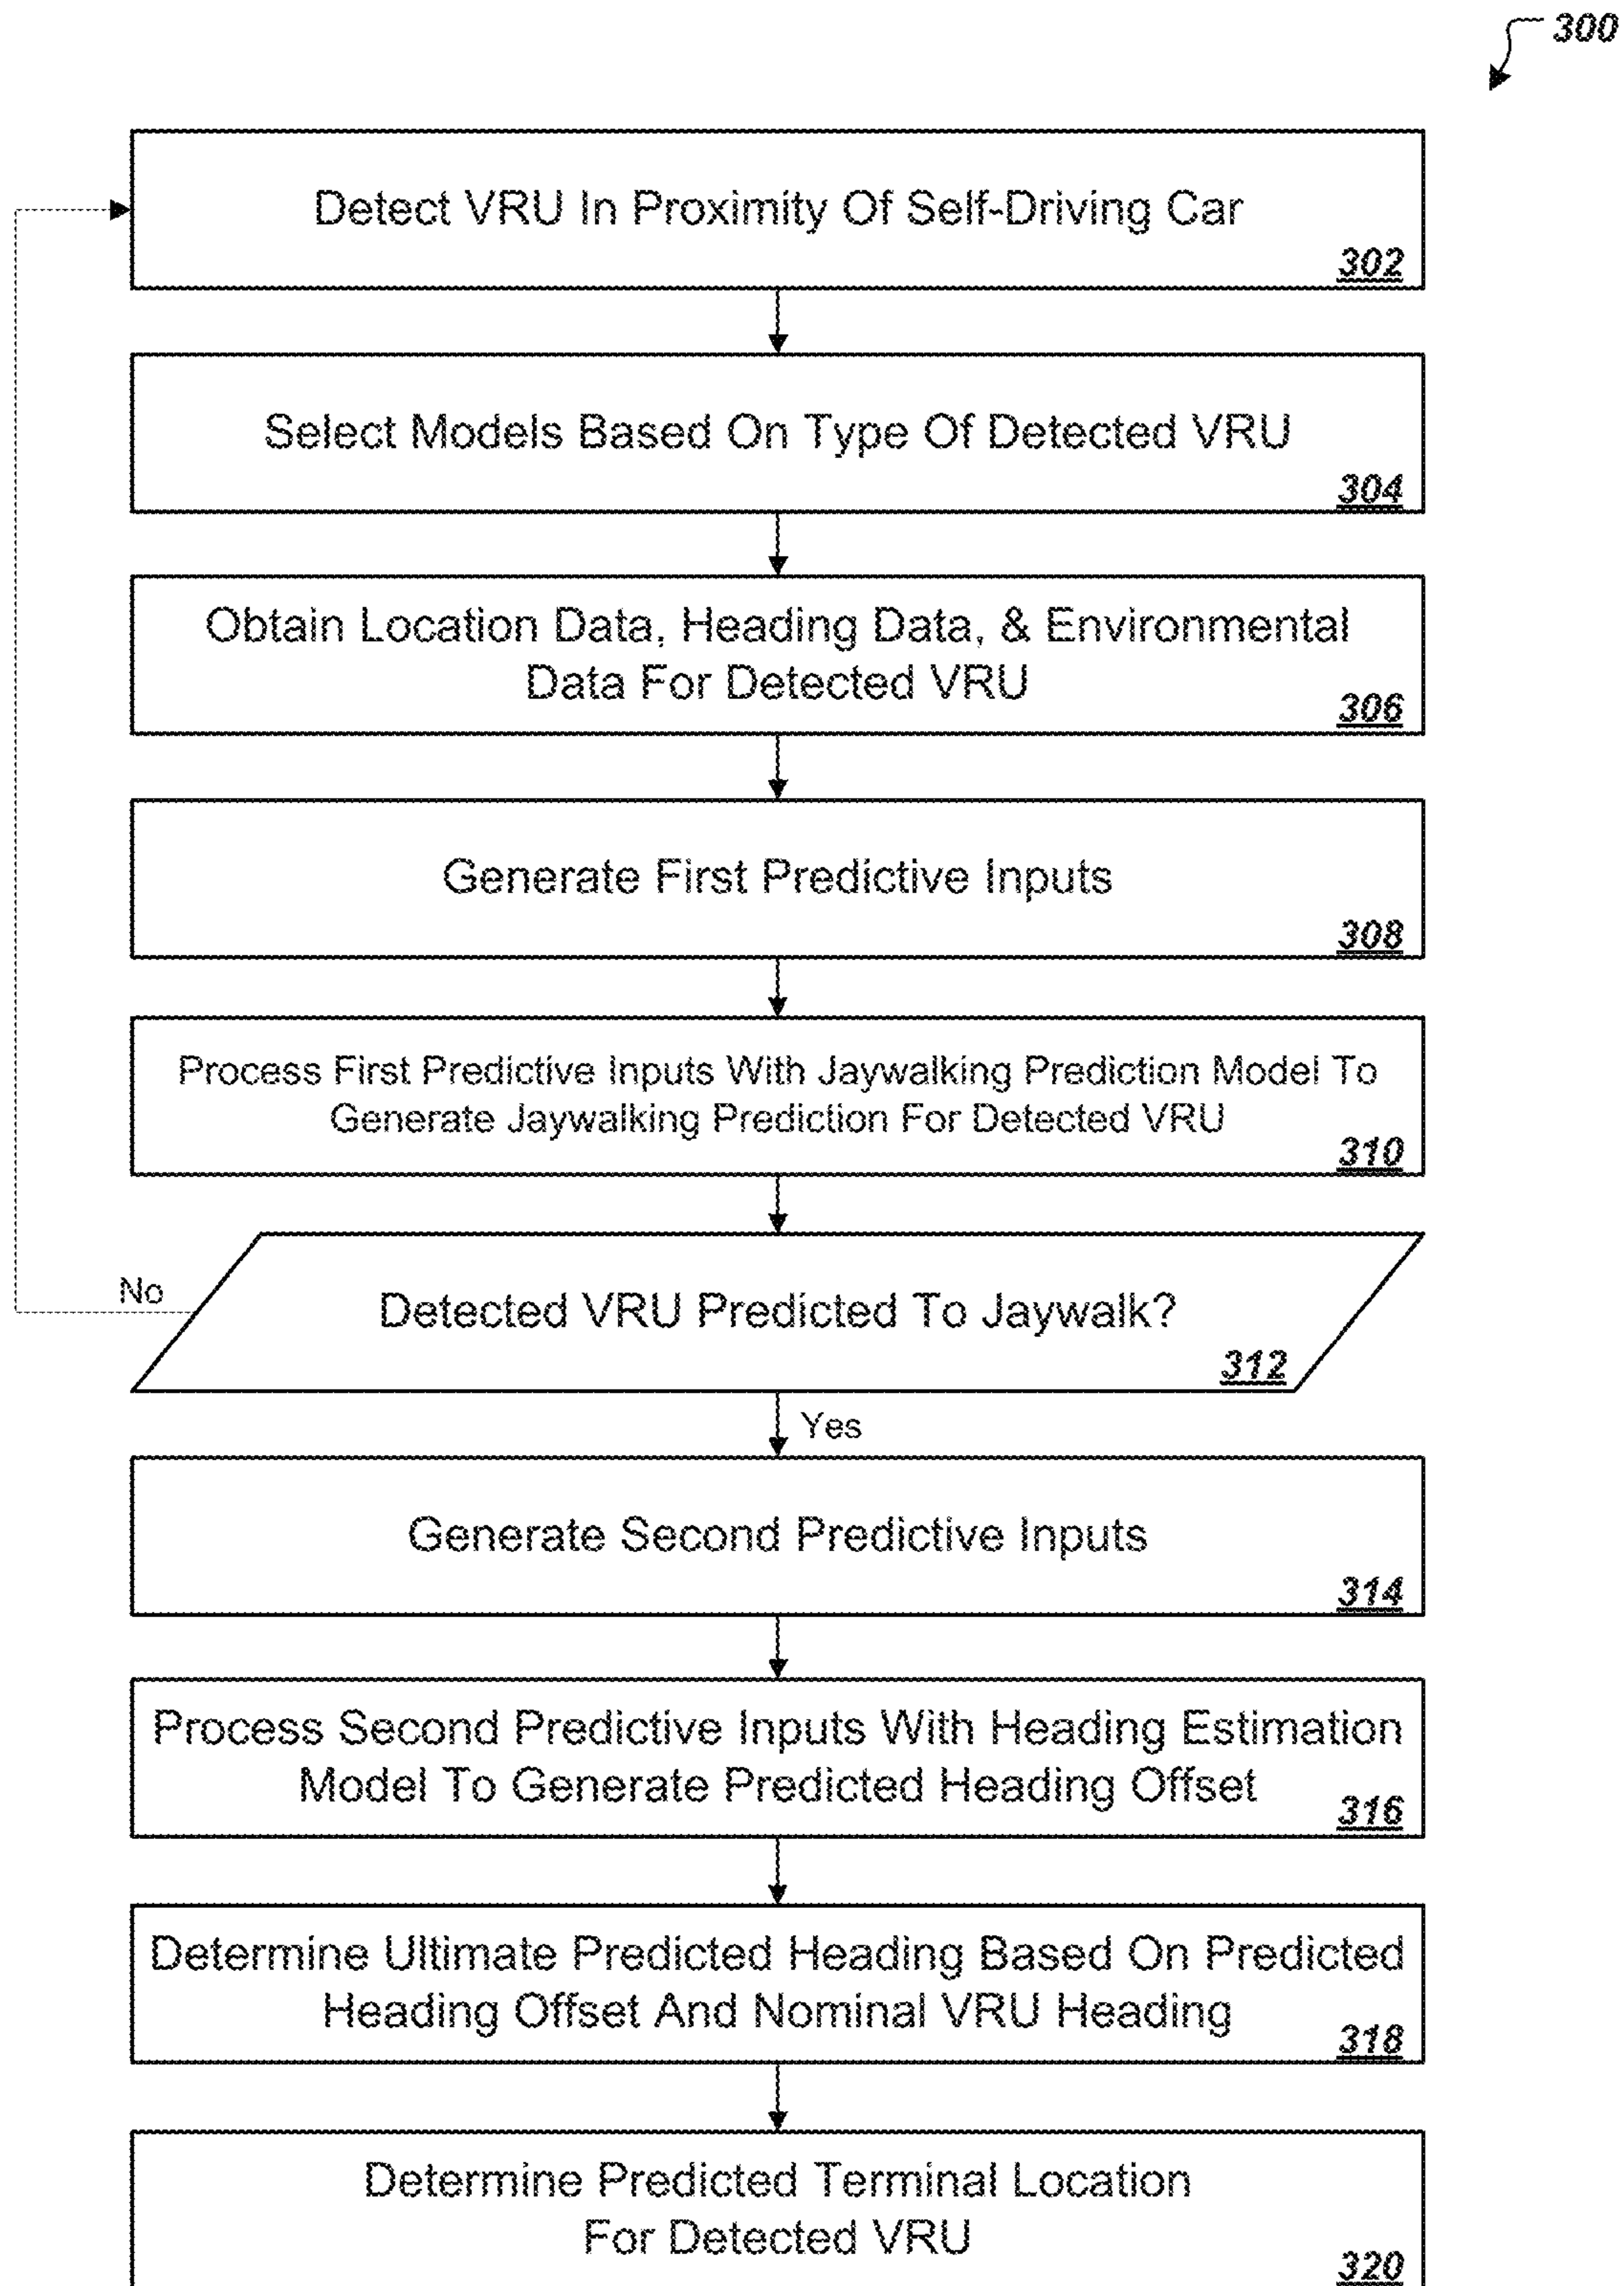 300
Detect VRU In Proximity Of Self-Driving Car
302
Select Models Based On Type Of Detected VRU
304
Obtain Location Data, Heading Data, & Environmental
Data For Detected VRU
306
Generate First Predictive Inputs
308
Process First Predictive Inputs With Jaywalking Prediction Model To
Generate Jaywalking Prediction For Detected VRU
310
No
Detected VRU Predicted To Jaywalk?
312
Yes
Generate Second Predictive Inputs
314
Process Second Predictive Inputs With Heading Estimation
Model To Generate Predicted Heading Offset
316
Determine Ultimate Predicted Heading Based On Predicted
Heading Offset And Nominal VRU Heading
318
Determine Predicted Terminal Location
For Detected VRU
320